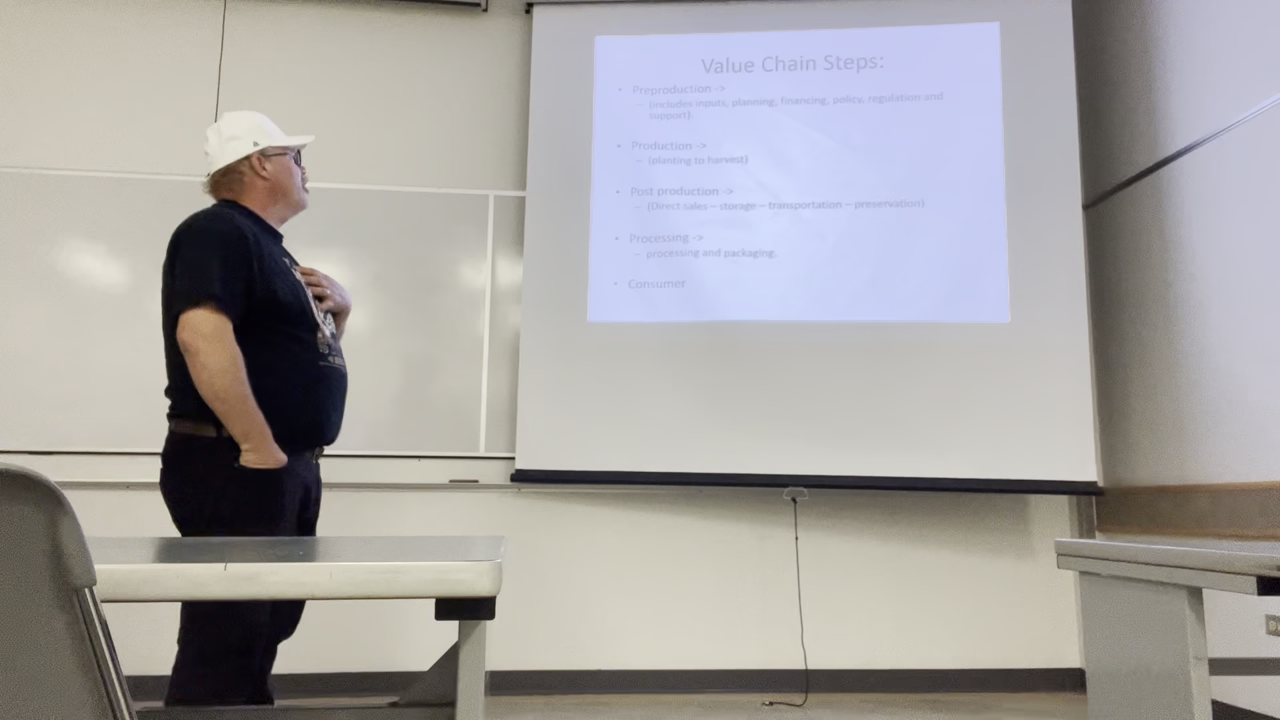 Value Chain Steps:
• Preproduction ->
– (includes inputs, planning, financing, policy, regulation and
support).
• Production ->
– (planting to harvest)
• Post production ->
– (Direct sales – storage – transportation – preservation)
• Processing ->
– processing and packaging.
• Consumer